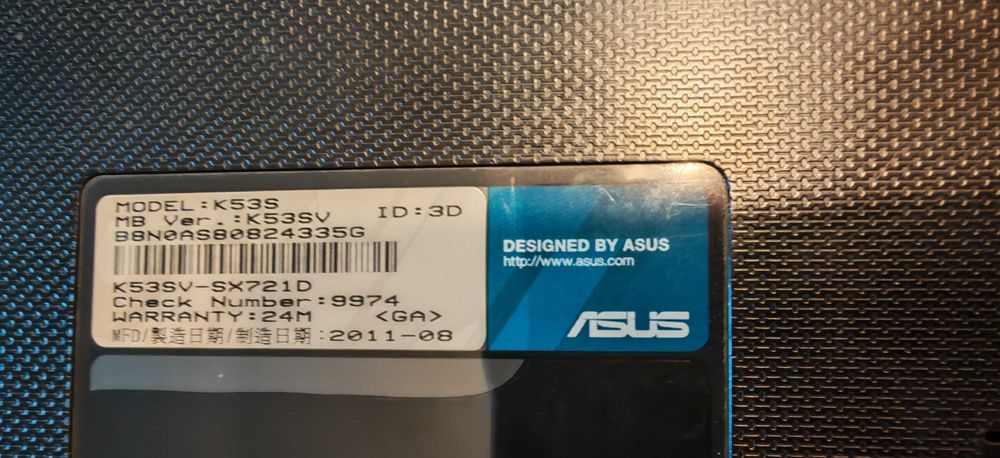 MODEL:K53S
MB Ver.:K53SV ID:3D
B8N0AS80824335G
K53SV-SX721D
Check Number:9974
WARRANTY:24M <GA>
MFD/製造日期/制造日期:2011-08
DESIGNED BY ASUS
http://www.asus.com
ASUS